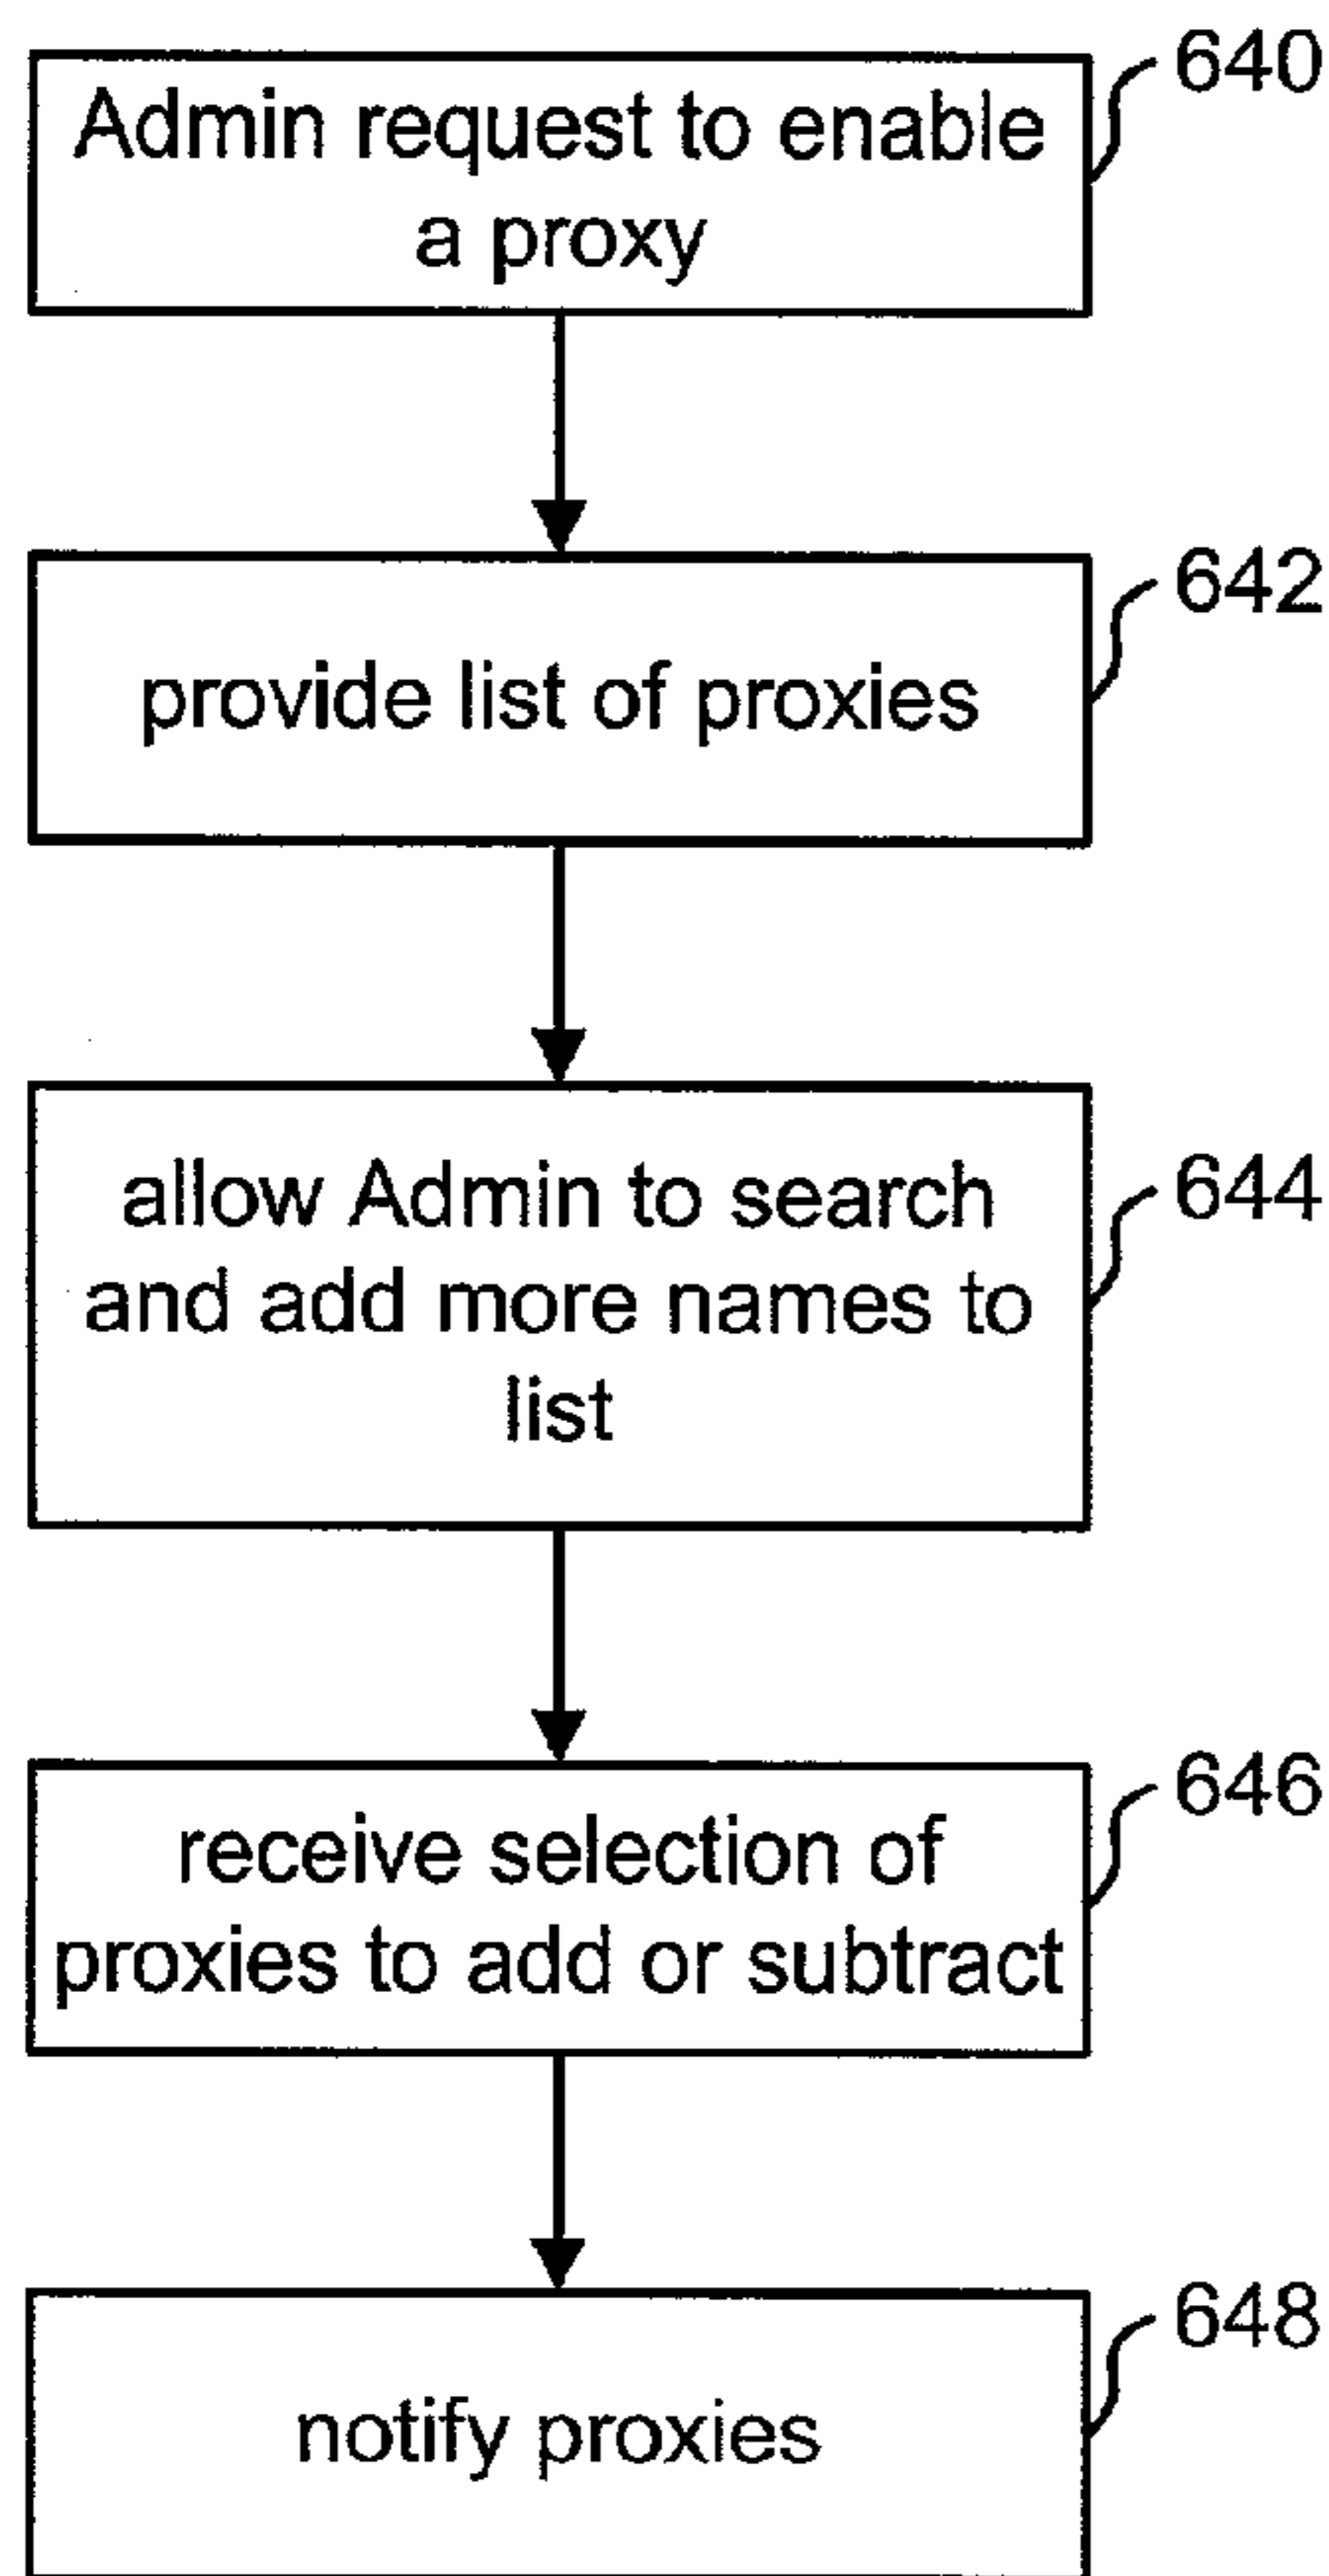 640
Admin request to enable
a proxy
642
provide list of proxies
644
allow Admin to search
and add more names to
list
646
receive selection of
proxies to add or subtract
648
notify proxies